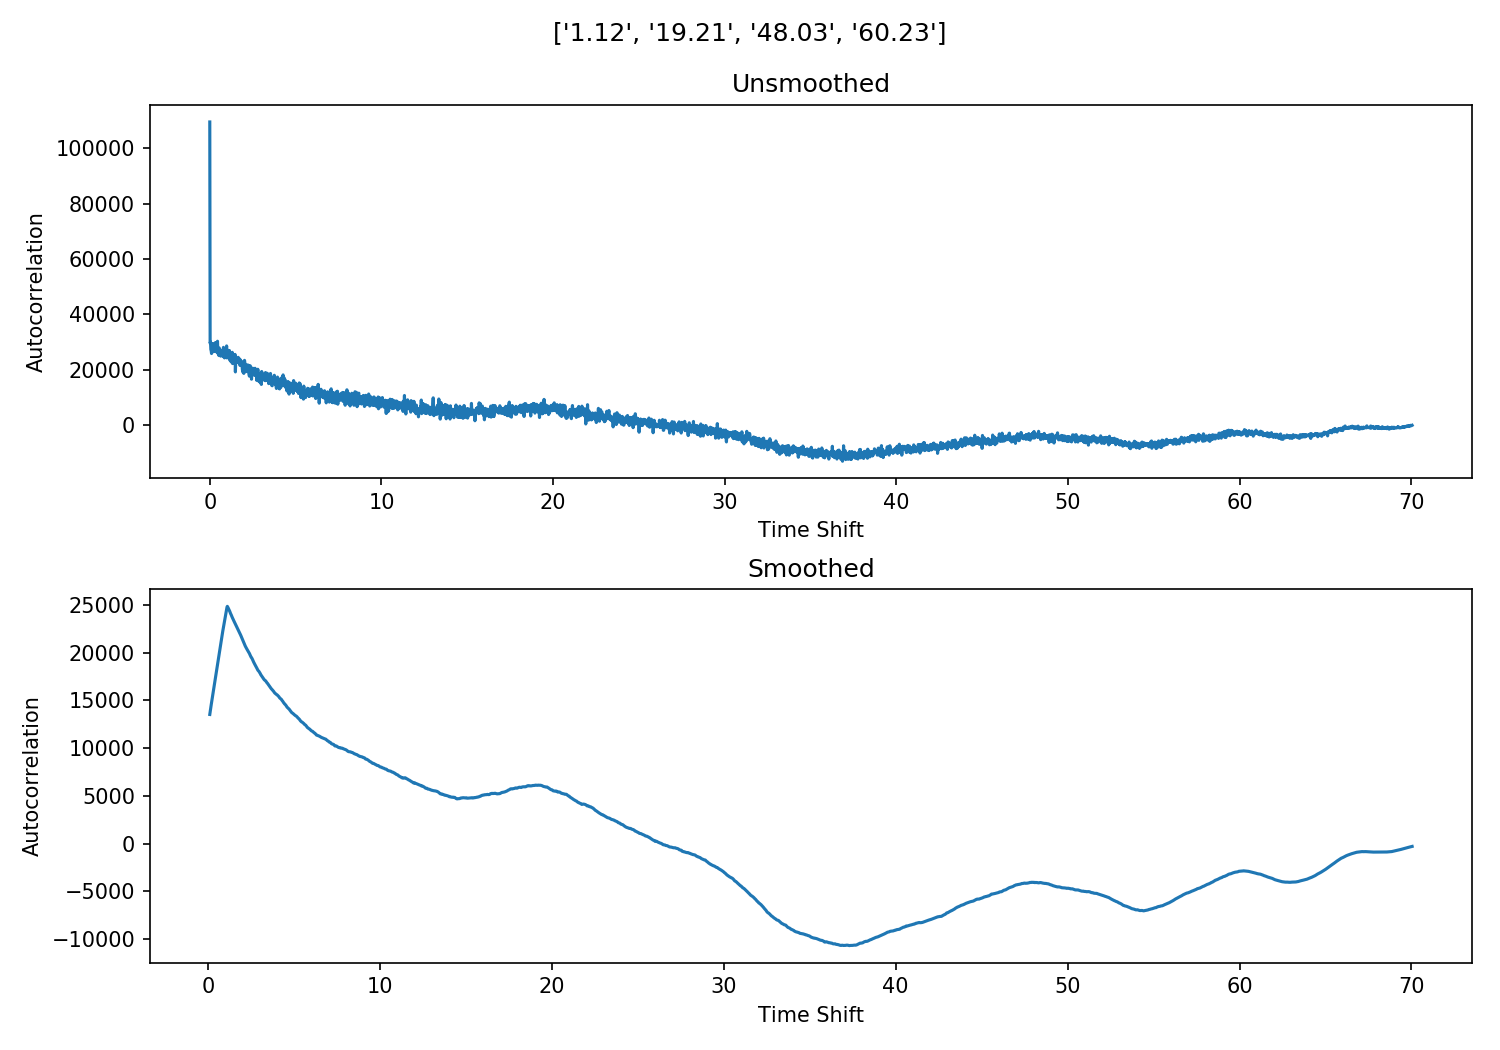 ['1.12', '19.21', '48.03', '60.23']
Unsmoothed
Autocorrelation
100000
80000
60000
40000
20000
0
0 10 20 30 40 50 60 70
Time Shift
Smoothed
Autocorrelation
25000
20000
15000
10000
5000
0
−5000
−10000
0 10 20 30 40 50 60 70
Time Shift